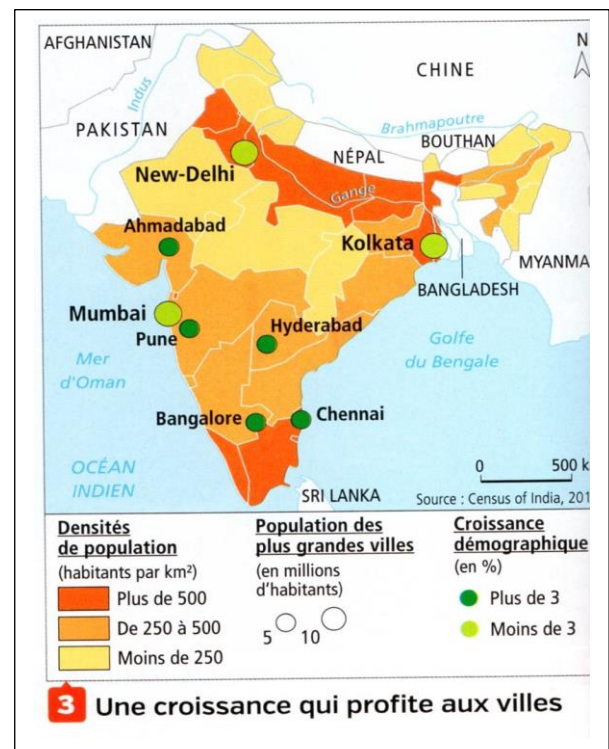 AFGHANISTAN
N
CHINE
Indus
PAKISTAN
Brahmapoutre
NÉPAL
BOUTHAN
New-Delhi
Gange
Ahmadabad
Kolkata
MYANMA
BANGLADESH
Mumbai
Pune
Hyderabad
Mer
d'Oman
Golfe
du Bengale
Bangalore
Chennai
OCÉAN
INDIEN
0 500 k
SRI LANKA
Source : Census of India, 201
Densités
de population
(habitants par km²)
Plus de 500
De 250 à 500
Moins de 250
Population des
plus grandes villes
(en millions
d'habitants)
5 10
Croissance
démographique
(en %)
Plus de 3
Moins de 3
3 Une croissance qui profite aux villes